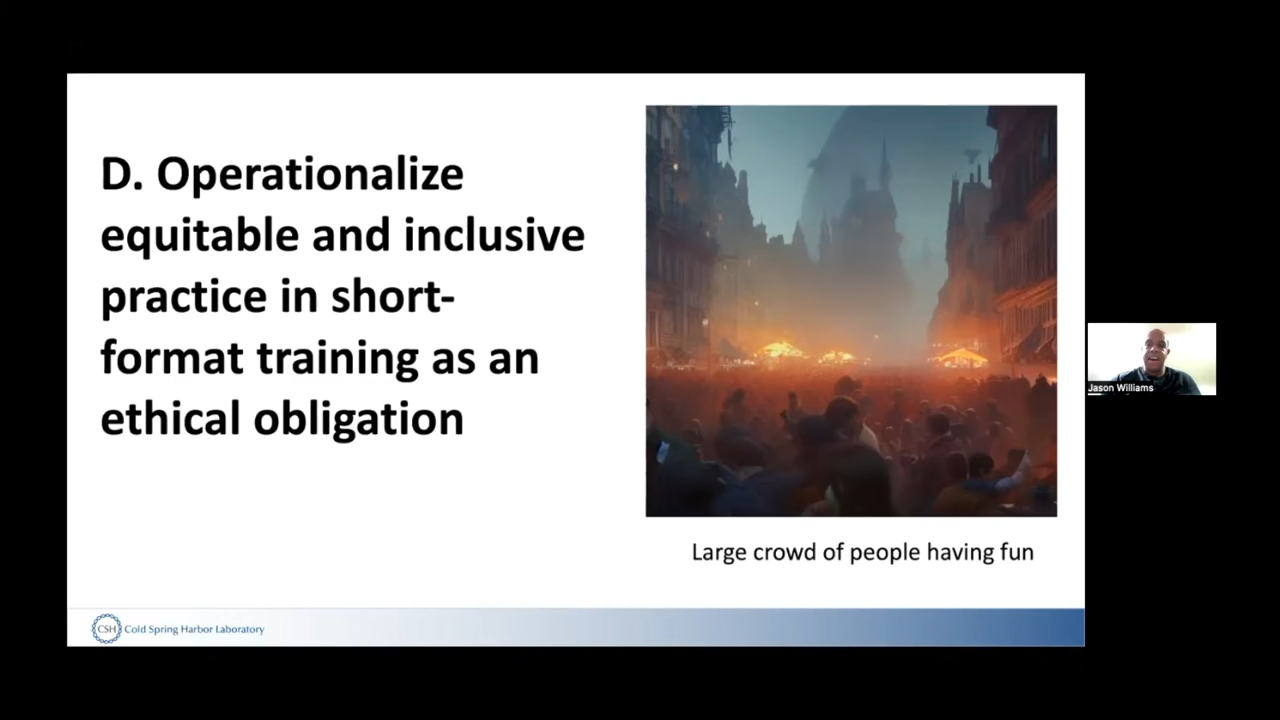 D. Operationalize
equitable and inclusive
practice in short-
format training as an
ethical obligation
Large crowd of people having fun
Jason Williams
CSH Cold Spring Harbor Laboratory